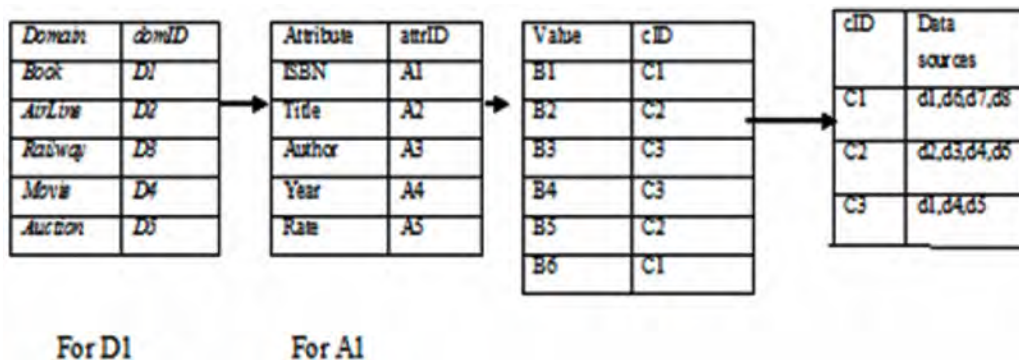 Domain domID
Book D1
AirLine D2
Railway D3
Movie D4
Auction D5
Attribute attrID
ISBN A1
Title A2
Author A3
Year A4
Rate A5
Value cID
B1 C1
B2 C2
B3 C3
B4 C3
B5 C2
B6 C1
cID Data
sources
C1 d1,d6,d7,d8
C2 d2,d3,d4,d6
C3 d1,d4,d5
For D1
For A1